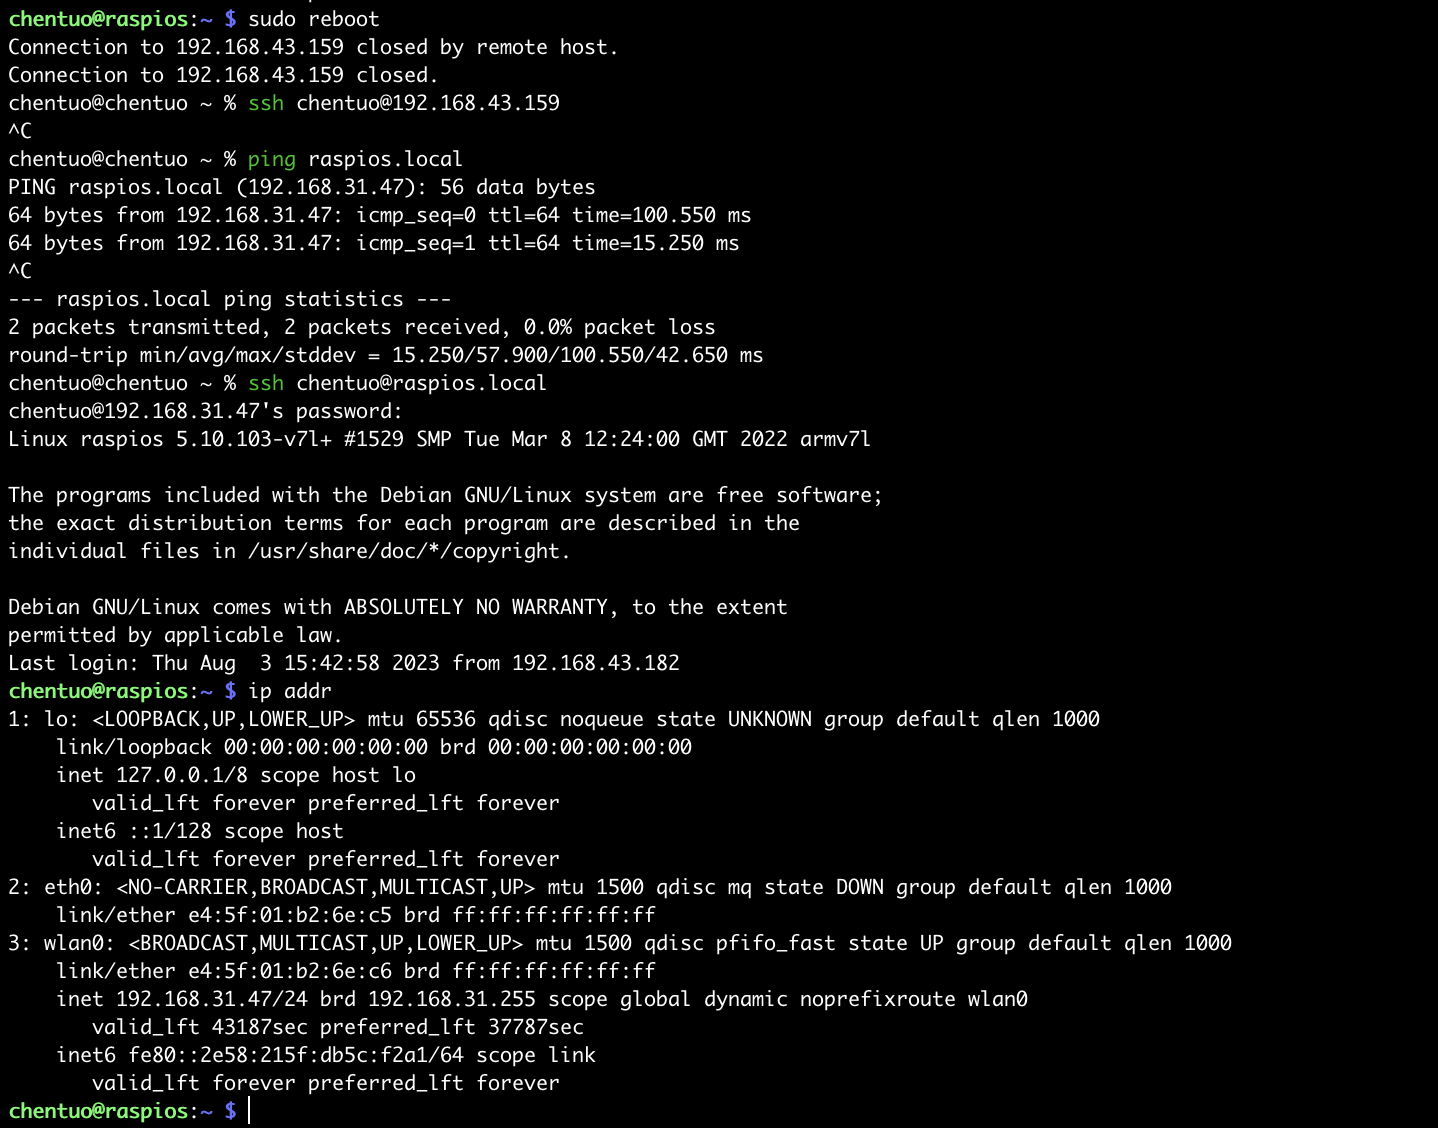 chentuo@raspios:~ $ sudo reboot
Connection to 192.168.43.159 closed by remote host.
Connection to 192.168.43.159 closed.
chentuo@chentuo ~ % ssh chentuo@192.168.43.159
^C
chentuo@chentuo ~ % ping raspios.local
PING raspios.local (192.168.31.47): 56 data bytes
64 bytes from 192.168.31.47: icmp_seq=0 ttl=64 time=100.550 ms
64 bytes from 192.168.31.47: icmp_seq=1 ttl=64 time=15.250 ms
^C
--- raspios.local ping statistics ---
2 packets transmitted, 2 packets received, 0.0% packet loss
round-trip min/avg/max/stddev = 15.250/57.900/100.550/42.650 ms
chentuo@chentuo ~ % ssh chentuo@raspios.local
chentuo@192.168.31.47's password:
Linux raspios 5.10.103-v7l+ #1529 SMP Tue Mar 8 12:24:00 GMT 2022 armv7l

The programs included with the Debian GNU/Linux system are free software;
the exact distribution terms for each program are described in the
individual files in /usr/share/doc/*/copyright.

Debian GNU/Linux comes with ABSOLUTELY NO WARRANTY, to the extent
permitted by applicable law.
Last login: Thu Aug  3 15:42:58 2023 from 192.168.43.182
chentuo@raspios:~ $ ip addr
1: lo: <LOOPBACK,UP,LOWER_UP> mtu 65536 qdisc noqueue state UNKNOWN group default qlen 1000
    link/loopback 00:00:00:00:00:00 brd 00:00:00:00:00:00
    inet 127.0.0.1/8 scope host lo
       valid_lft forever preferred_lft forever
    inet6 ::1/128 scope host
       valid_lft forever preferred_lft forever
2: eth0: <NO-CARRIER,BROADCAST,MULTICAST,UP> mtu 1500 qdisc mq state DOWN group default qlen 1000
    link/ether e4:5f:01:b2:6e:c5 brd ff:ff:ff:ff:ff:ff
3: wlan0: <BROADCAST,MULTICAST,UP,LOWER_UP> mtu 1500 qdisc pfifo_fast state UP group default qlen 1000
    link/ether e4:5f:01:b2:6e:c6 brd ff:ff:ff:ff:ff:ff
    inet 192.168.31.47/24 brd 192.168.31.255 scope global dynamic noprefixroute wlan0
       valid_lft 43187sec preferred_lft 37787sec
    inet6 fe80::2e58:215f:db5c:f2a1/64 scope link
       valid_lft forever preferred_lft forever
chentuo@raspios:~ $